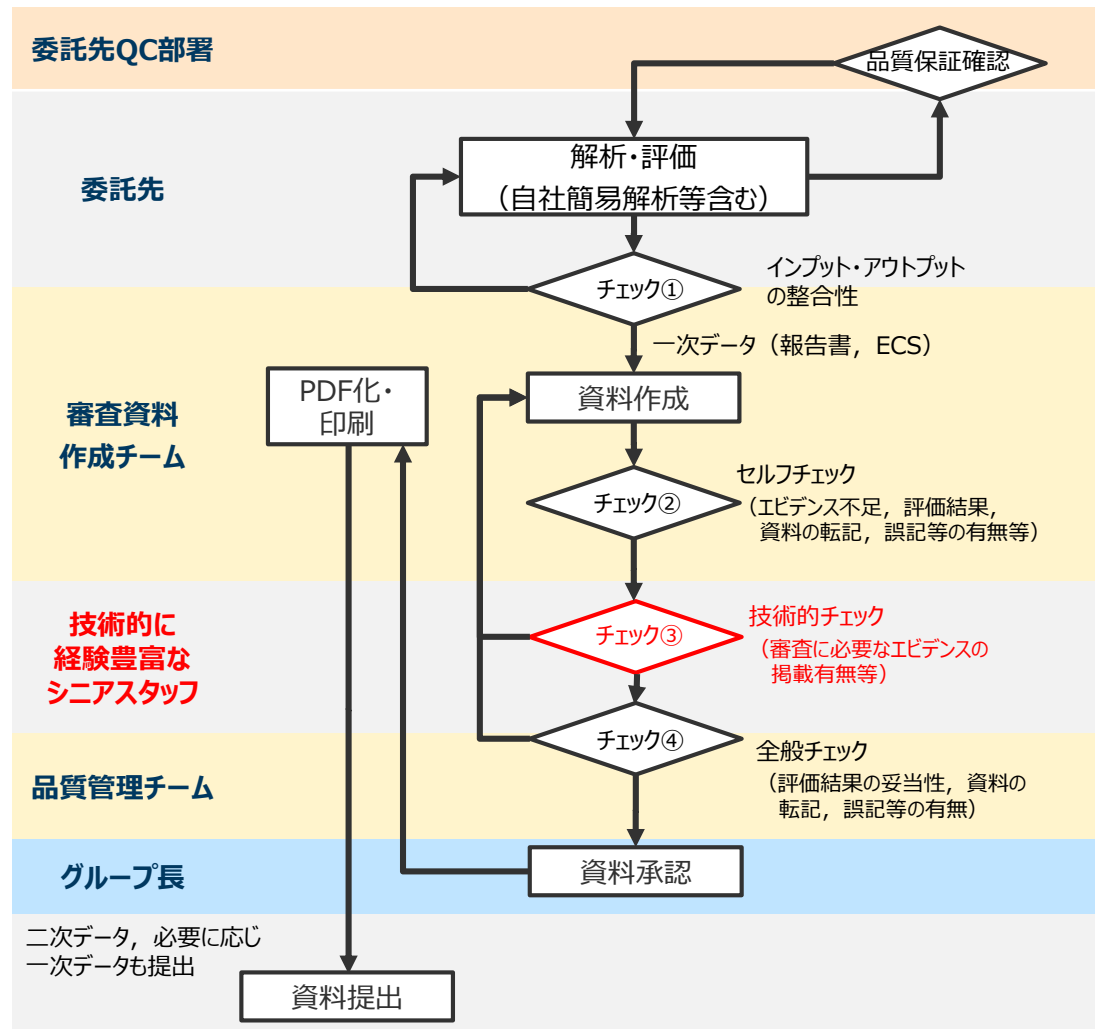 委託先QC部署
品質保証確認
委託先
解析・評価
（自社簡易解析等含む）
チェック①
インプット・アウトプット
の整合性
一次データ（報告書，ECS）
審査資料
作成チーム
PDF化・
印刷
資料作成
チェック②
セルフチェック
（エビデンス不足，評価結果，
資料の転記，誤記等の有無等）
技術的に
経験豊富な
シニアスタッフ
チェック③
技術的チェック
（審査に必要なエビデンスの
掲載有無等）
チェック④
品質管理チーム
全般チェック
（評価結果の妥当性，資料の
転記，誤記等の有無）
グループ長
資料承認
二次データ，必要に応じ
一次データも提出
資料提出